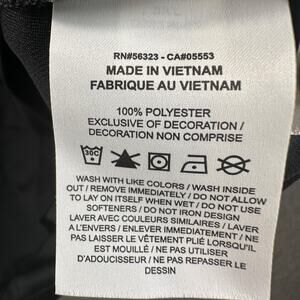 RN#56323 - CA#05553
MADE IN VIETNAM
FABRIQUE AU VIETNAM
100% POLYESTER
EXCLUSIVE OF DECORATION /
DECORATION NON COMPRISE
30C
WASH WITH LIKE COLORS / WASH INSIDE
OUT / REMOVE IMMEDIATELY / DO NOT ALLOW
TO LAY ON ITSELF WHEN WET / DO NOT USE
SOFTENERS / DO NOT IRON DESIGN
LAVER AVEC COULEURS SIMILAIRES / LAVER
A L'ENVERS / ENLEVER IMMEDIATEMENT / NE
PAS LAISSER LE VÊTEMENT PLIÉ LORSQU'IL
EST MOUILLÉ / NE PAS UTILISER
D'ADOUCISSEUR / NE PAS REPASSER LE
DESSIN